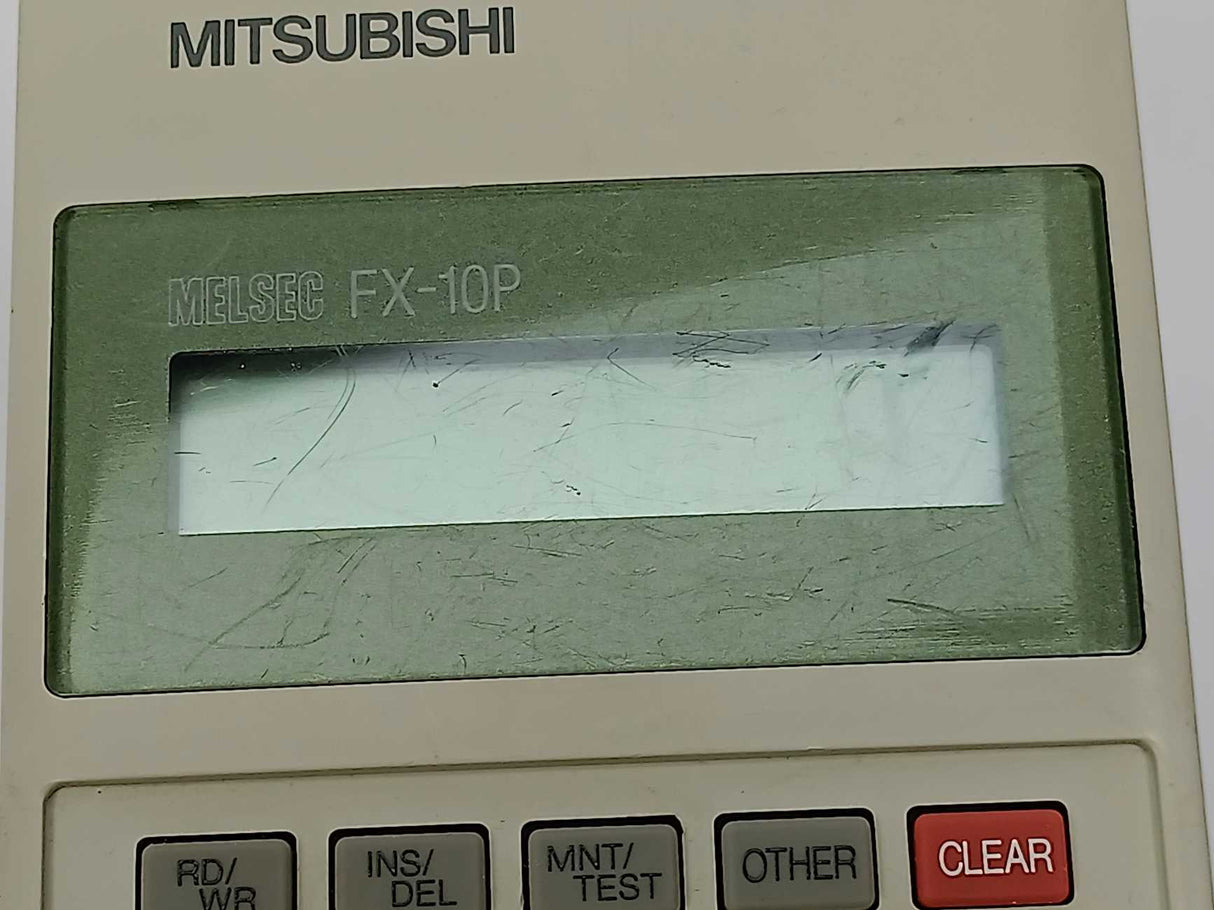 MITSUBISHI
MELSEC FX-10P
RD/
WR
INS/
DEL
MNT/
TEST
OTHER
CLEAR